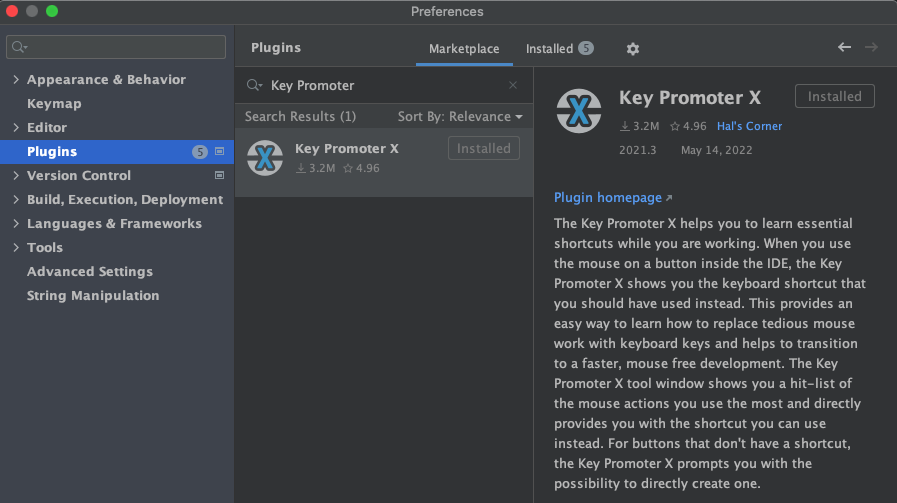 Preferences
Plugins
Marketplace
Installed 5
Appearance & Behavior
Keymap
Editor
Plugins 5
Version Control
Build, Execution, Deployment
Languages & Frameworks
Tools
Advanced Settings
String Manipulation
Key Promoter
Search Results (1)
Sort By: Relevance
Key Promoter X
Installed
3.2M 4.96
Key Promoter X
Installed
3.2M 4.96 Hal's Corner
2021.3 May 14, 2022
Plugin homepage
The Key Promoter X helps you to learn essential
shortcuts while you are working. When you use
the mouse on a button inside the IDE, the Key
Promoter X shows you the keyboard shortcut that
you should have used instead. This provides an
easy way to learn how to replace tedious mouse
work with keyboard keys and helps to transition
to a faster, mouse free development. The Key
Promoter X tool window shows you a hit-list of
the mouse actions you use the most and directly
provides you with the shortcut you can use
instead. For buttons that don't have a shortcut,
the Key Promoter X prompts you with the
possibility to directly create one.